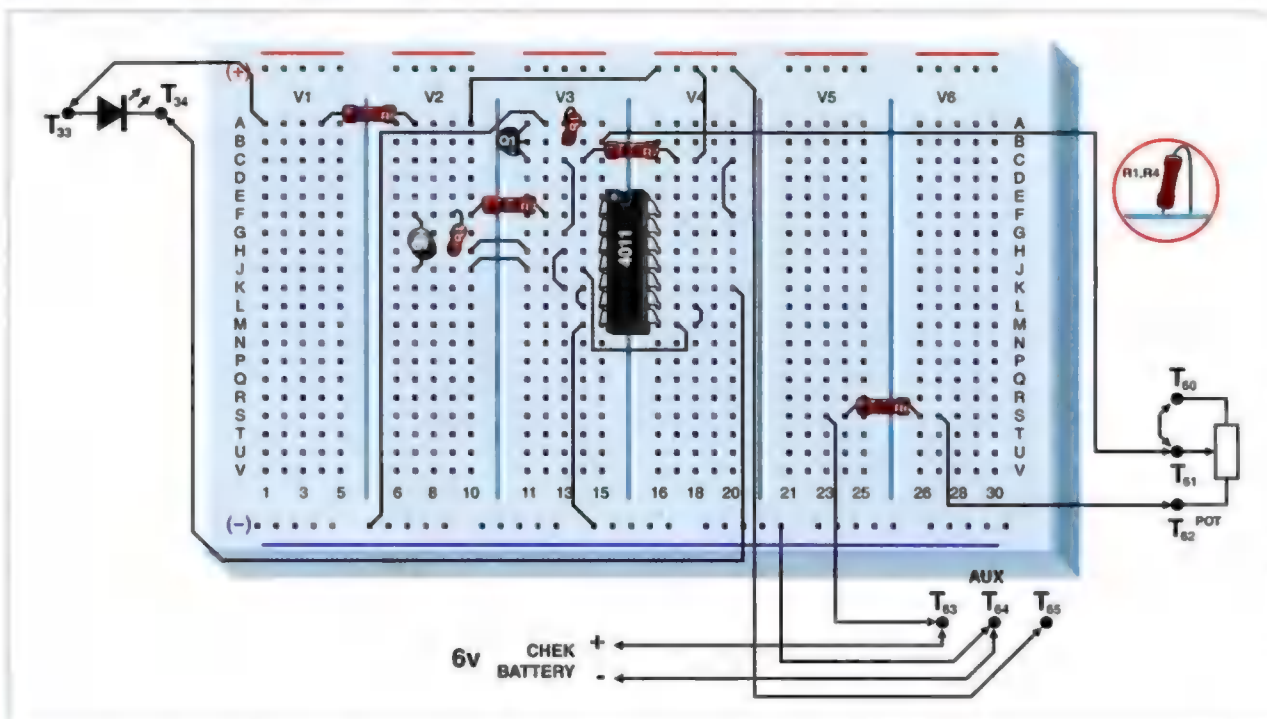 (+)
V1 V2 V3 V4 V5 V6
T33 T34
A A
B B
C C
D D
E E
F F
G G
H H
J J
K K
L L
M M
N N
P P
Q Q
R R
S S
T T
U U
V V
Q1
4011
R1,R4
1 3 5 6 8 10 11 13 15 16 18 20 21 23 25 26 28 30
(-)
T60
T61
T62 POT
AUX
T63 T64 T65
6v CHEK + 
BATTERY -